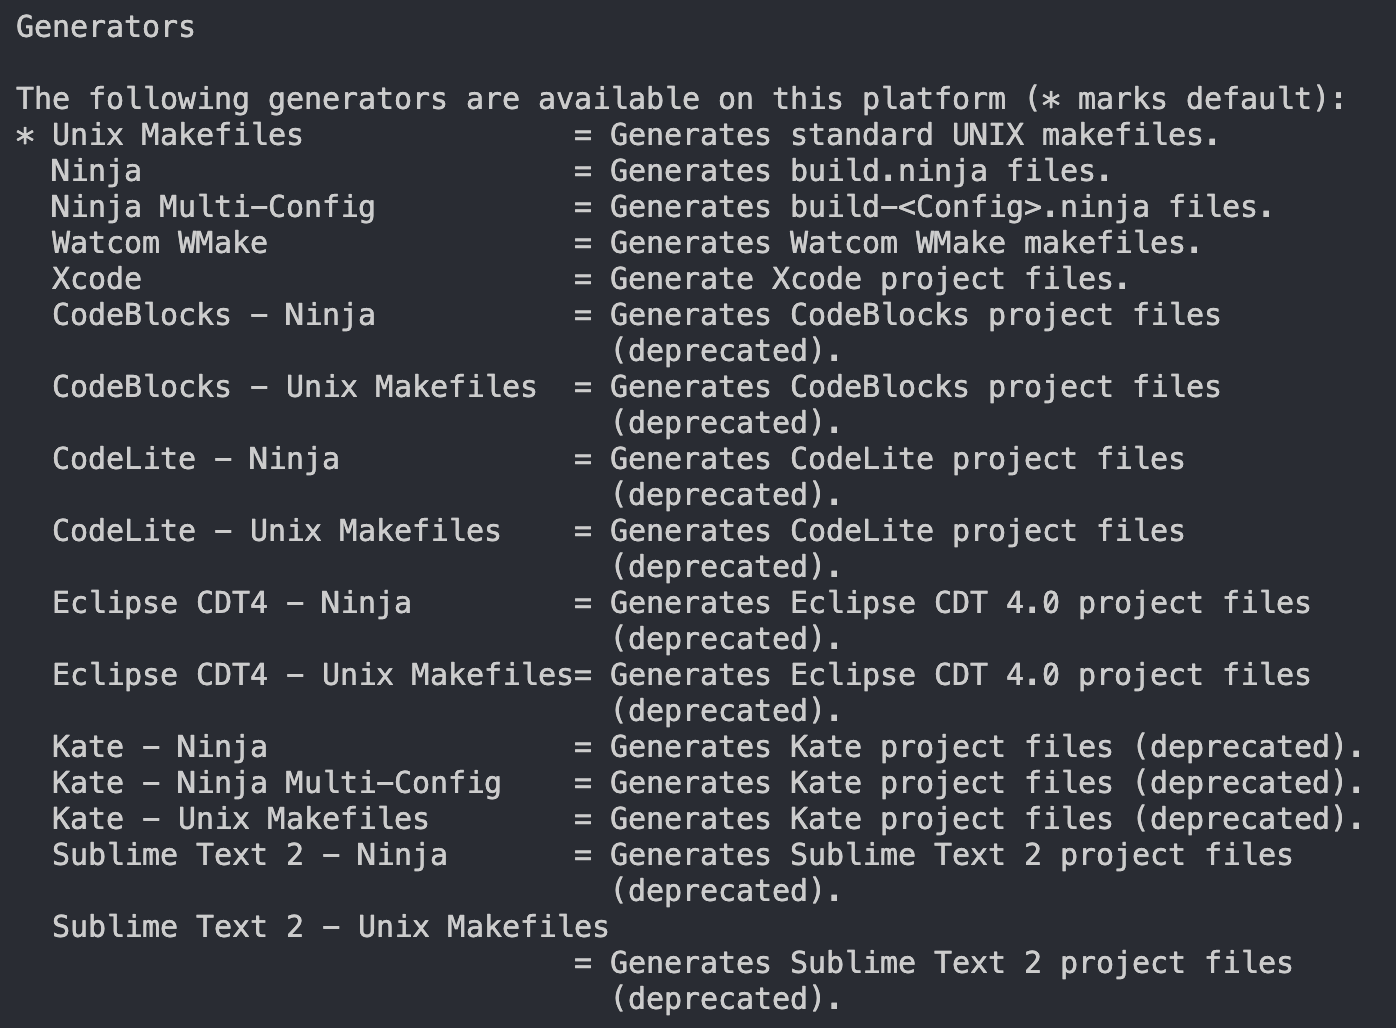 Generators

The following generators are available on this platform (* marks default):
* Unix Makefiles               = Generates standard UNIX makefiles.
  Ninja                        = Generates build.ninja files.
  Ninja Multi-Config           = Generates build-<Config>.ninja files.
  Watcom WMake                 = Generates Watcom WMake makefiles.
  Xcode                        = Generate Xcode project files.
  CodeBlocks - Ninja           = Generates CodeBlocks project files
                                 (deprecated).
  CodeBlocks - Unix Makefiles  = Generates CodeBlocks project files
                                 (deprecated).
  CodeLite - Ninja             = Generates CodeLite project files
                                 (deprecated).
  CodeLite - Unix Makefiles    = Generates CodeLite project files
                                 (deprecated).
  Eclipse CDT4 - Ninja         = Generates Eclipse CDT 4.0 project files
                                 (deprecated).
  Eclipse CDT4 - Unix Makefiles= Generates Eclipse CDT 4.0 project files
                                 (deprecated).
  Kate - Ninja                 = Generates Kate project files (deprecated).
  Kate - Ninja Multi-Config    = Generates Kate project files (deprecated).
  Kate - Unix Makefiles        = Generates Kate project files (deprecated).
  Sublime Text 2 - Ninja       = Generates Sublime Text 2 project files
                                 (deprecated).
  Sublime Text 2 - Unix Makefiles
                               = Generates Sublime Text 2 project files
                                 (deprecated).